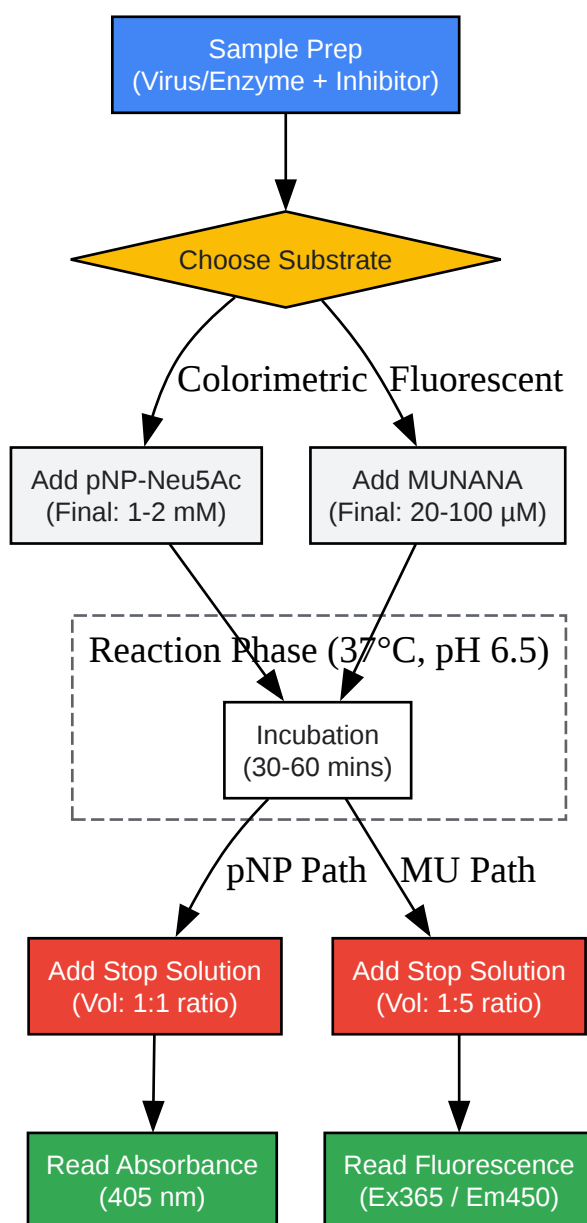 Sample Prep
(Virus/Enzyme + Inhibitor)
Choose Substrate
Colorimetric
Fluorescent
Add pNP-Neu5Ac
(Final: 1-2 mM)
Add MUNANA
(Final: 20-100 µM)
Reaction Phase (37°C, pH 6.5)
Incubation
(30-60 mins)
pNP Path
MU Path
Add Stop Solution
(Vol: 1:1 ratio)
Add Stop Solution
(Vol: 1:5 ratio)
Read Absorbance
(405 nm)
Read Fluorescence
(Ex365 / Em450)